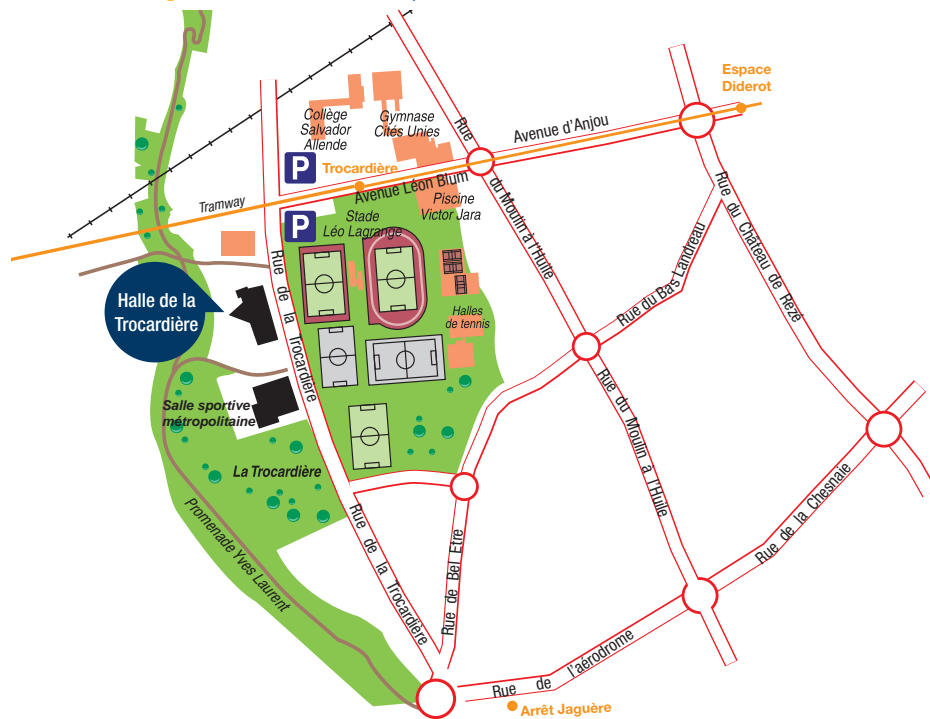 Espace
Diderot
Collège
Salvador
Allende
Gymnase
Cités Unies
Rue
Avenue d'Anjou
P
Trocardière
Avenue Léon Blum
Tramway
P
Stade
Léo Lagrange
Piscine
Victor Jara
du Moulin à l'Huile
Rue du Chateau de Rezé
Rue du Bas Landreau
Rue de la Trocardière
Halle de la
Trocardière
Halles
de tennis
Salle sportive
métropolitaine
Rue du Moulin à l'Huile
La Trocardière
Rue de la Chesnaie
Promenade Yves Laurent
Rue de la Trocardière
Rue de Bel Etre
Rue de l'aérodrome
Arrêt Jaguère